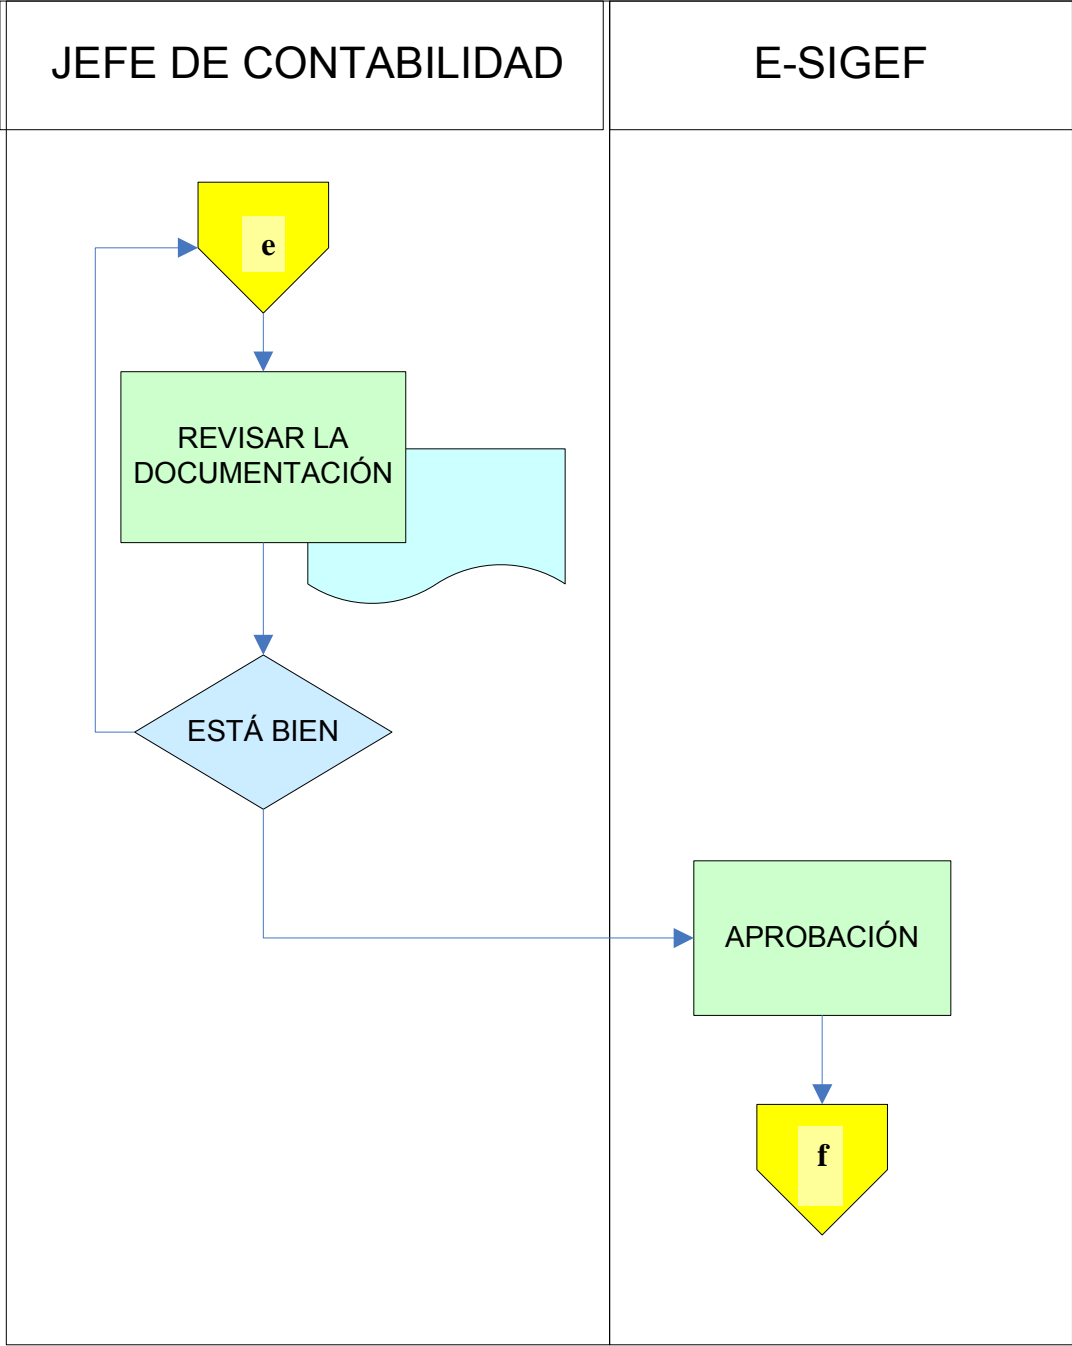 JEFE DE CONTABILIDAD
E-SIGEF
e
REVISAR LA
DOCUMENTACIÓN
ESTÁ BIEN
APROBACIÓN
f